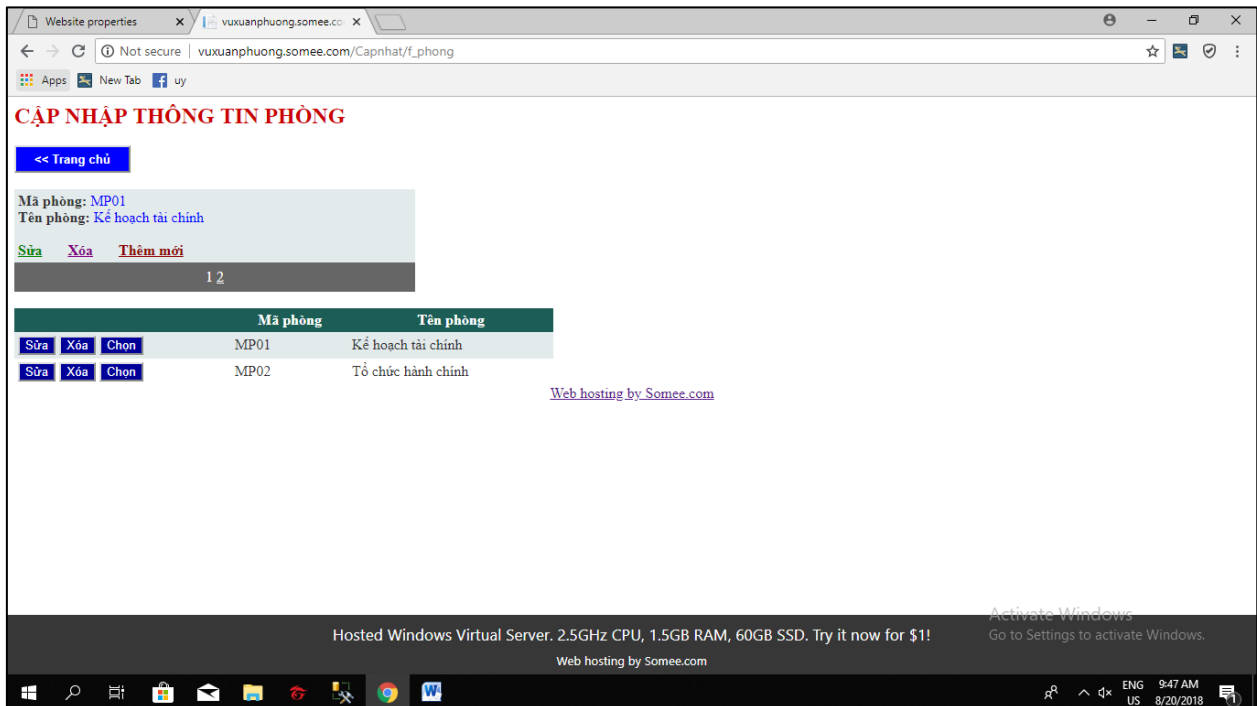 Website properties
vuxuanphuong.somee.co
Not secure | vuxuanphuong.somee.com/Capnhat/f_phong
Apps New Tab uy
CẬP NHẬP THÔNG TIN PHÒNG
<< Trang chủ
Mã phòng: MP01
Tên phòng: Kế hoạch tài chính
Sửa Xóa Thêm mới
1 2
Mã phòng Tên phòng
Sửa Xóa Chọn MP01 Kế hoạch tài chính
Sửa Xóa Chọn MP02 Tổ chức hành chính
Web hosting by Somee.com
Activate Windows
Go to Settings to activate Windows.
Hosted Windows Virtual Server. 2.5GHz CPU, 1.5GB RAM, 60GB SSD. Try it now for $1!
Web hosting by Somee.com
ENG 9:47 AM
US 8/20/2018
1